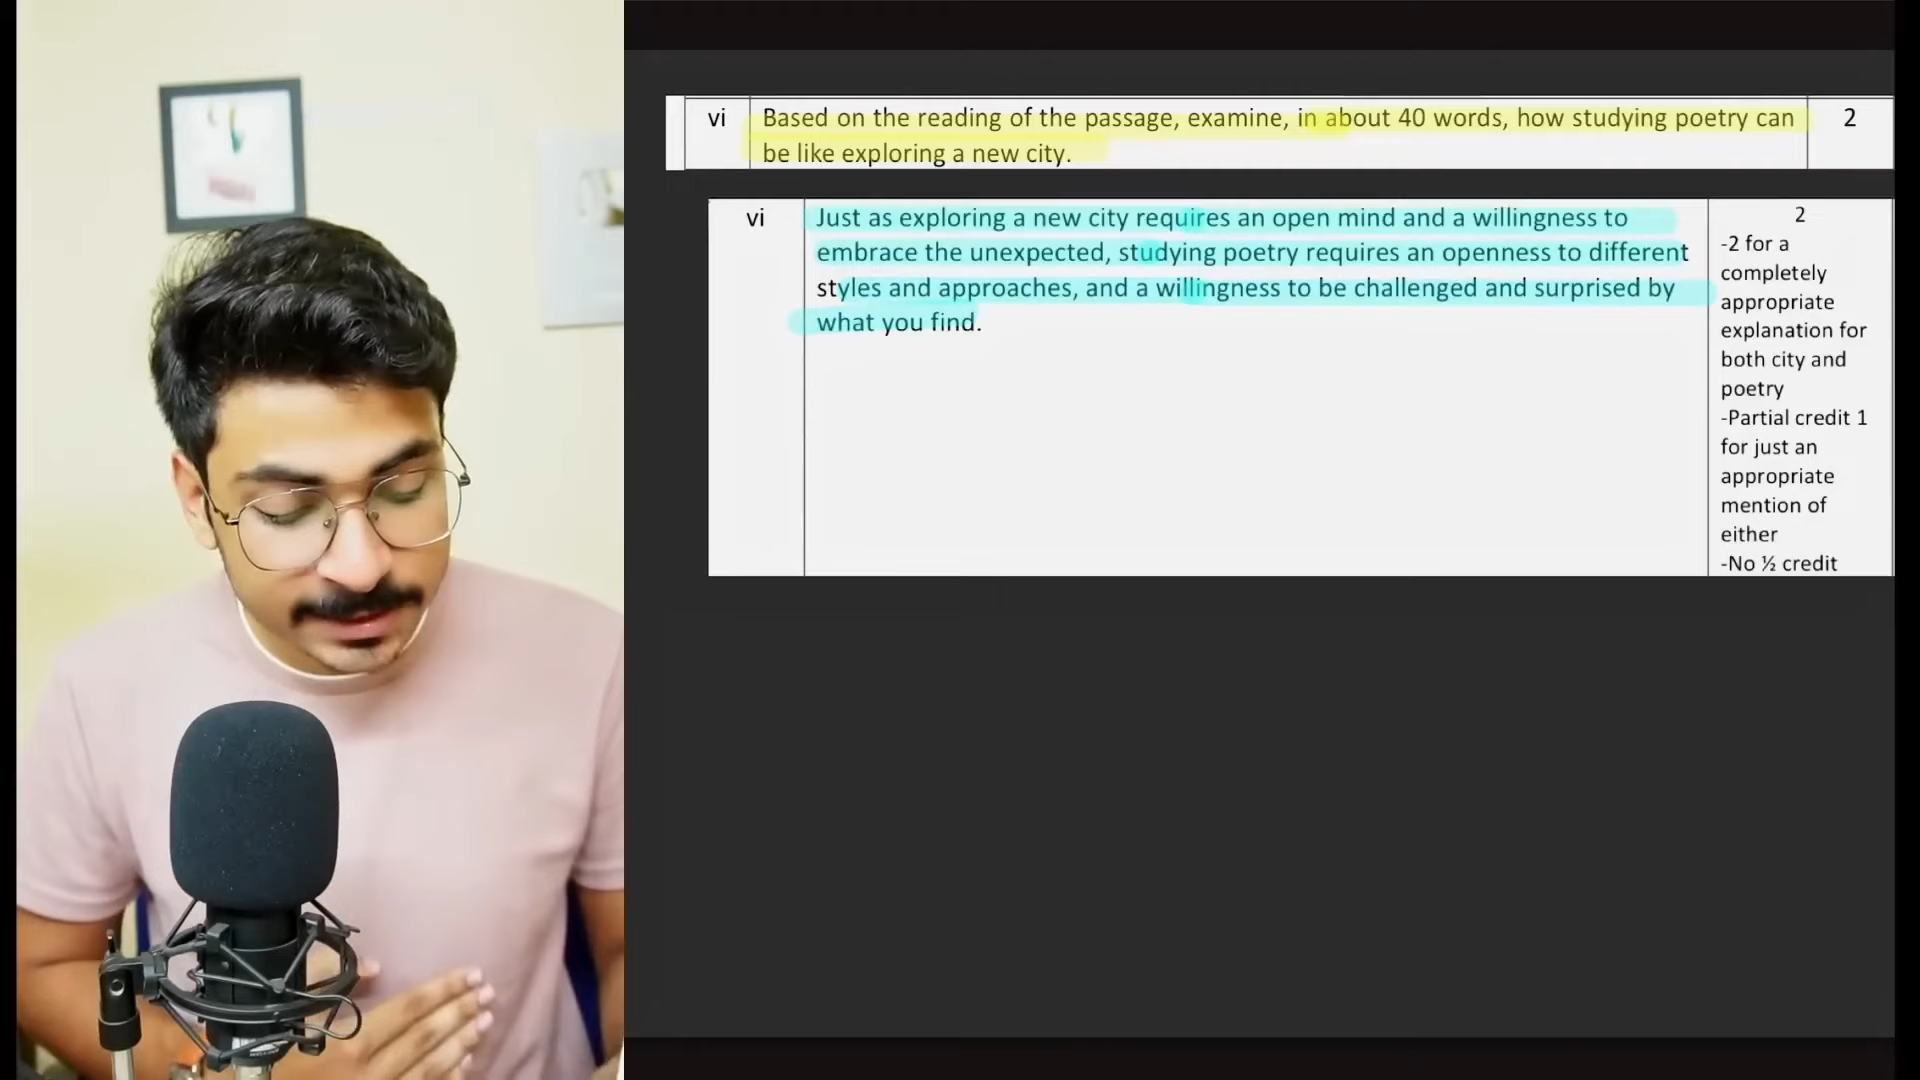 vi
Based on the reading of the passage, examine, in about 40 words, how studying poetry can
be like exploring a new city.
2
vi
Just as exploring a new city requires an open mind and a willingness to
embrace the unexpected, studying poetry requires an openness to different
styles and approaches, and a willingness to be challenged and surprised by
what you find.
2
-2 for a
completely
appropriate
explanation for
both city and
poetry
-Partial credit 1
for just an
appropriate
mention of
either
-No ½ credit